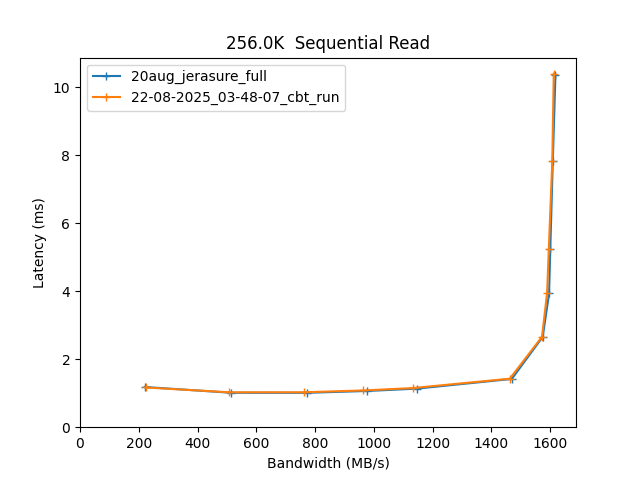 256.0K  Sequential Read
20aug_jerasure_full
22-08-2025_03-48-07_cbt_run
Latency (ms)
10
8
6
4
2
0
0 200 400 600 800 1000 1200 1400 1600
Bandwidth (MB/s)